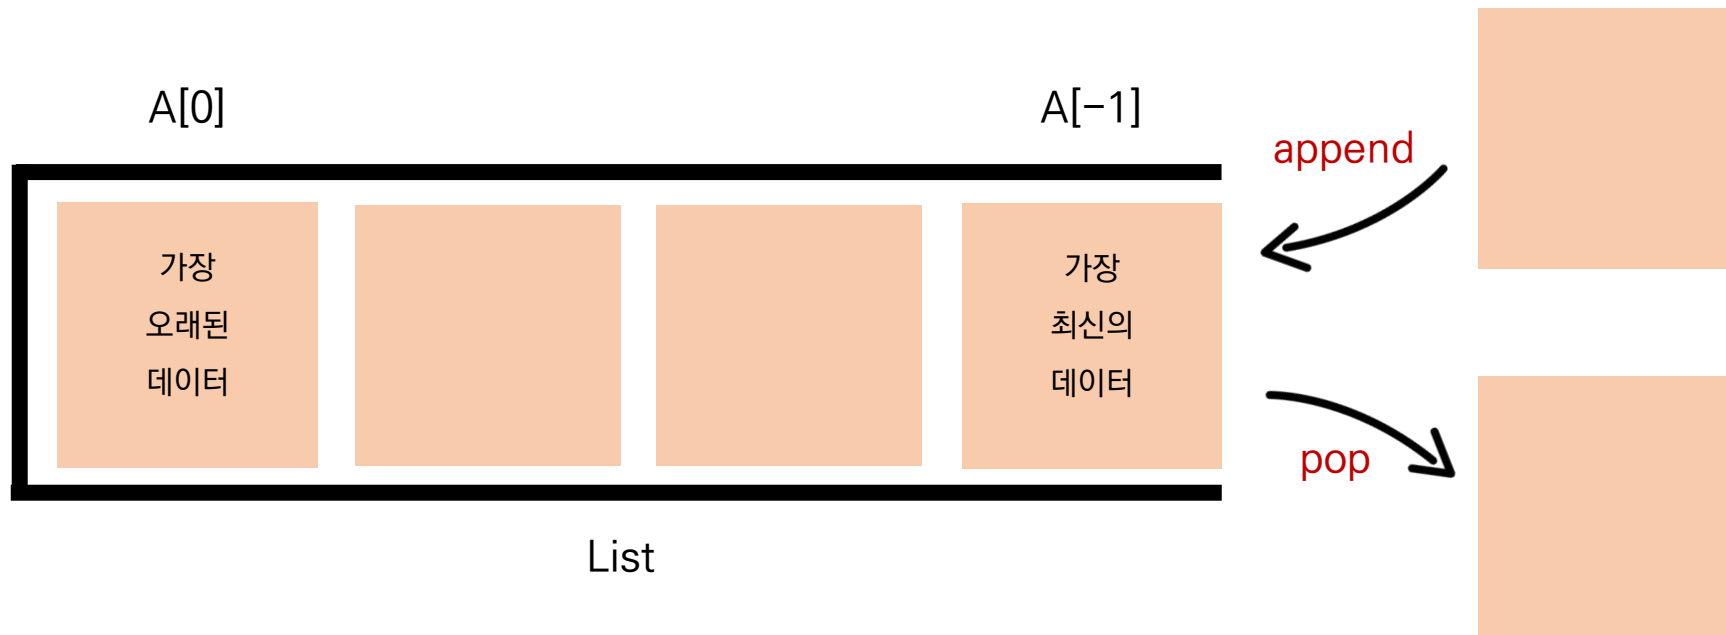 A[0]
A[-1]
append
가장
오래된
데이터
가장
최신의
데이터
pop
List